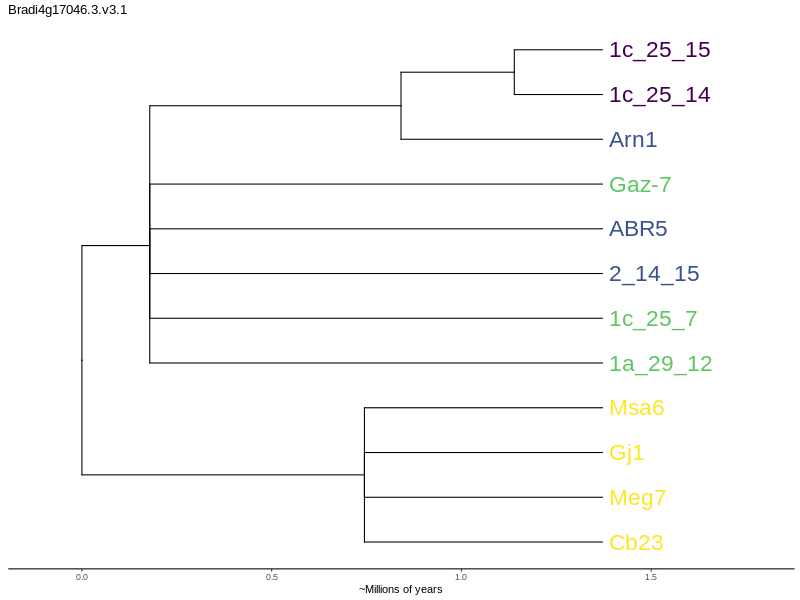 Bradi4g17046.3.v3.1
1c_25_15
1c_25_14
Arn1
Gaz-7
ABR5
2_14_15
1c_25_7
1a_29_12
Msa6
Gj1
Meg7
Cb23
0.0 0.5 1.0 1.5
~Millions of years